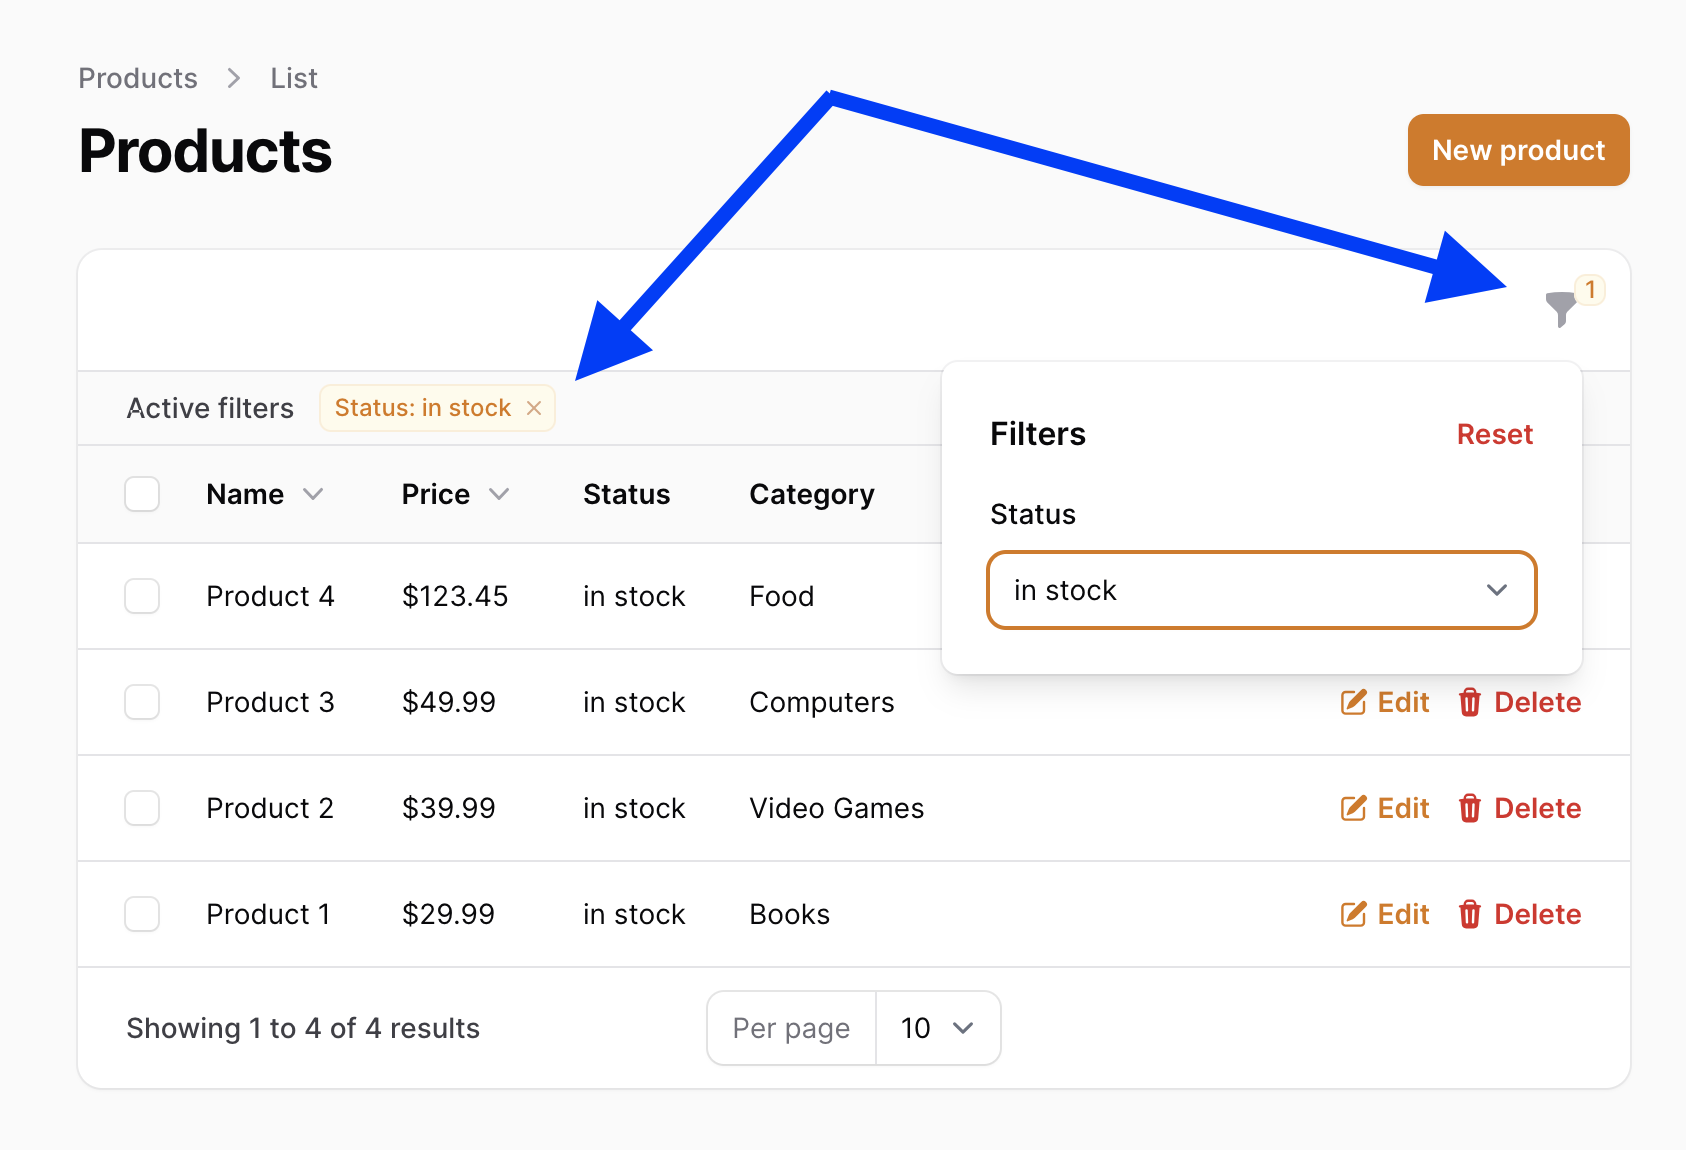 Products > List
Products
New product
1
Active filters Status: in stock ×
Filters Reset
Status
in stock
Name Price Status Category
Product 4 $123.45 in stock Food
Product 3 $49.99 in stock Computers Edit Delete
Product 2 $39.99 in stock Video Games Edit Delete
Product 1 $29.99 in stock Books Edit Delete
Showing 1 to 4 of 4 results Per page 10